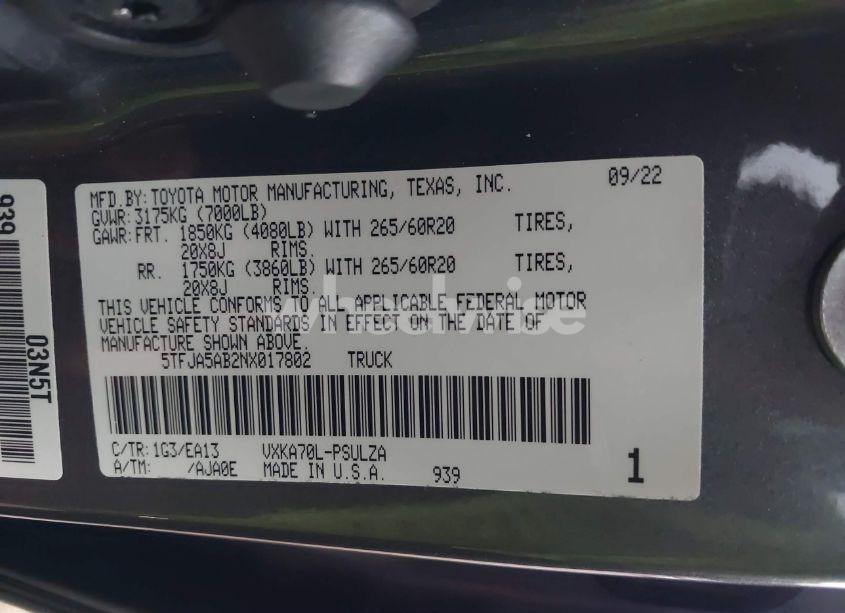 939
03N5T
MFD.BY:TOYOTA MOTOR MANUFACTURING, TEXAS, INC. 09/22
GVWR:3175KG (7000LB)
GAWR:FRT. 1850KG (4080LB) WITH 265/60R20 TIRES,
20X8J RIMS.
RR. 1750KG (3860LB) WITH 265/60R20 TIRES,
20X8J RIMS.
THIS VEHICLE CONFORMS TO ALL APPLICABLE FEDERAL MOTOR
VEHICLE SAFETY STANDARDS IN EFFECT ON THE DATE OF
MANUFACTURE SHOWN ABOVE.
5TFJA5AB2NX017802 TRUCK
C/TR:1G3/EA13 VXKA70L-PSULZA
A/TM: /AJA0E MADE IN U.S.A. 939
1